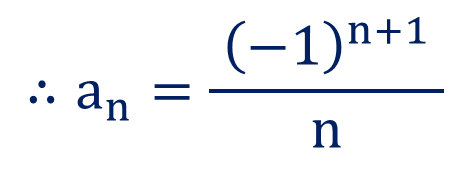 ∴ aₙ = (−1)ⁿ⁺¹ / n